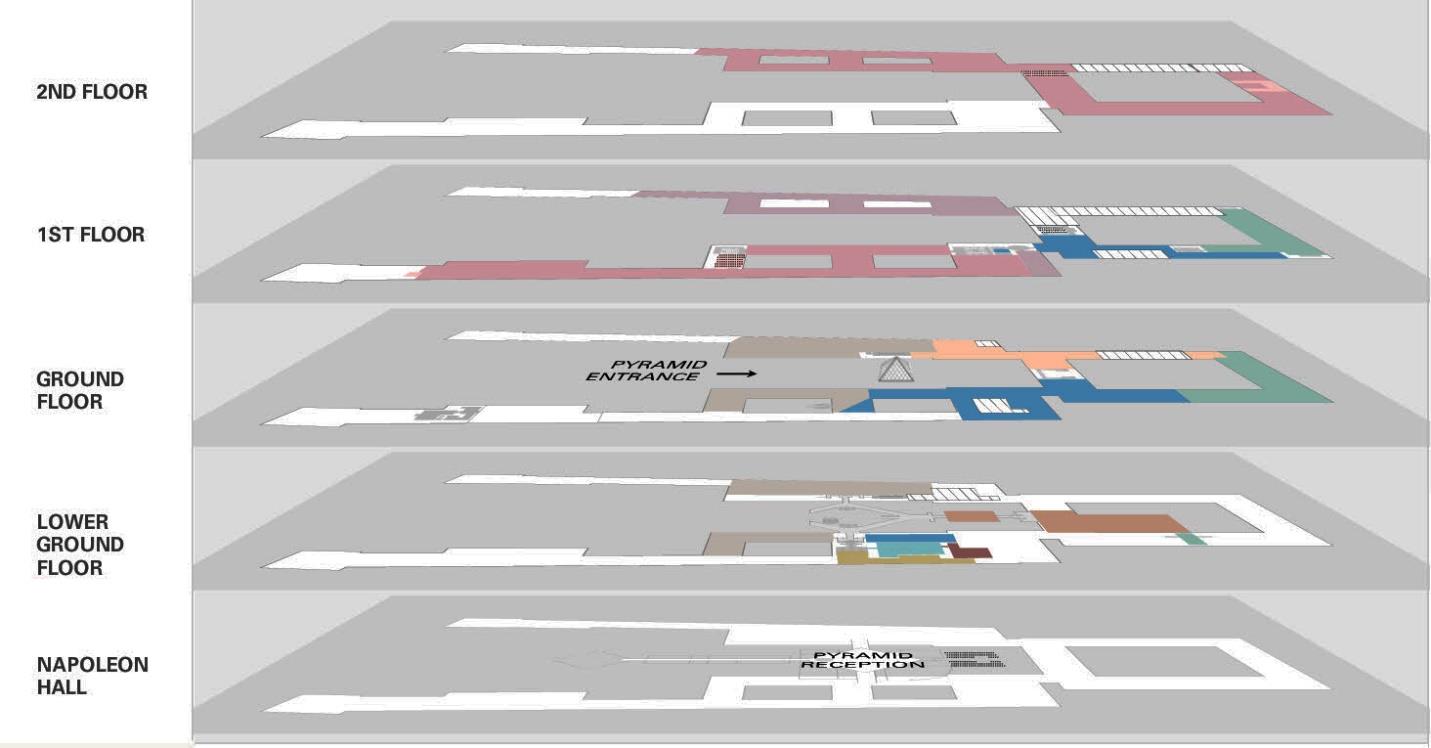 2ND FLOOR
1ST FLOOR
GROUND
FLOOR
PYRAMID
ENTRANCE
LOWER
GROUND
FLOOR
NAPOLEON
HALL
PYRAMID
RECEPTION